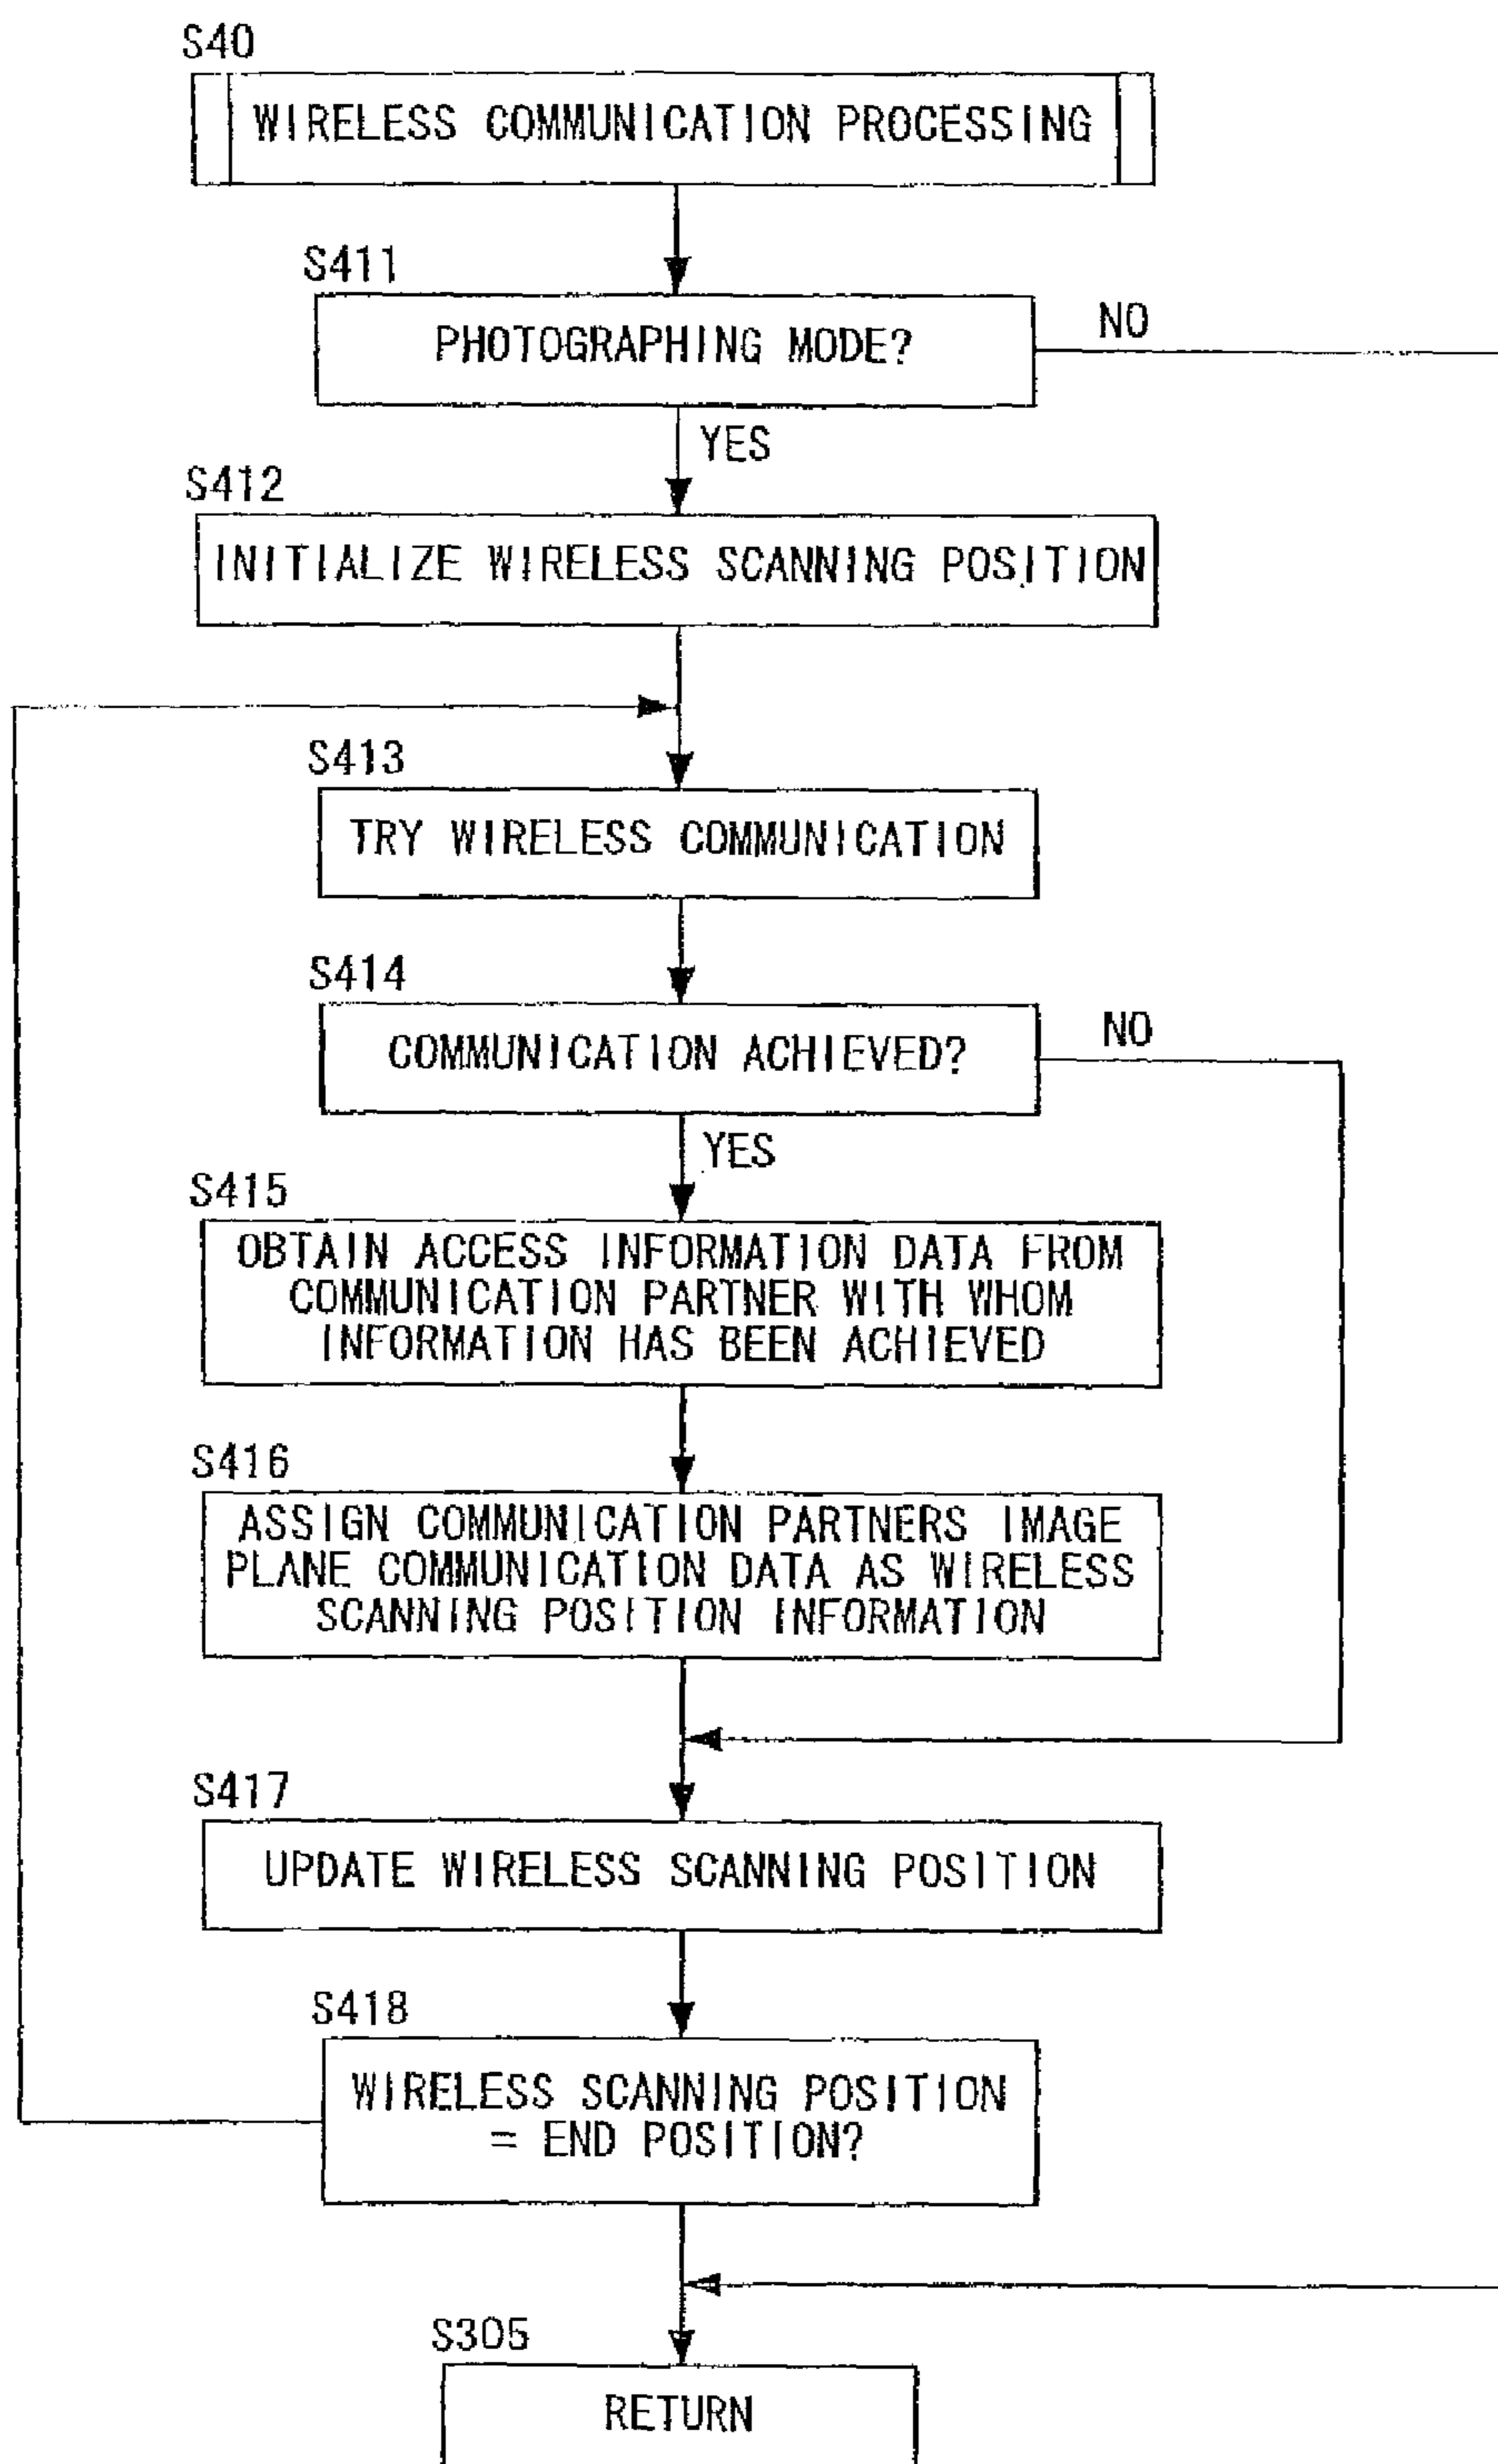 S40
WIRELESS COMMUNICATION PROCESSING
S411
PHOTOGRAPHING MODE?
NO
YES
S412
INITIALIZE WIRELESS SCANNING POSITION
S413
TRY WIRELESS COMMUNICATION
S414
COMMUNICATION ACHIEVED?
NO
YES
S415
OBTAIN ACCESS INFORMATION DATA FROM
COMMUNICATION PARTNER WITH WHOM
INFORMATION HAS BEEN ACHIEVED
S416
ASSIGN COMMUNICATION PARTNERS IMAGE
PLANE COMMUNICATION DATA AS WIRELESS
SCANNING POSITION INFORMATION
S417
UPDATE WIRELESS SCANNING POSITION
S418
WIRELESS SCANNING POSITION
= END POSITION?
S305
RETURN